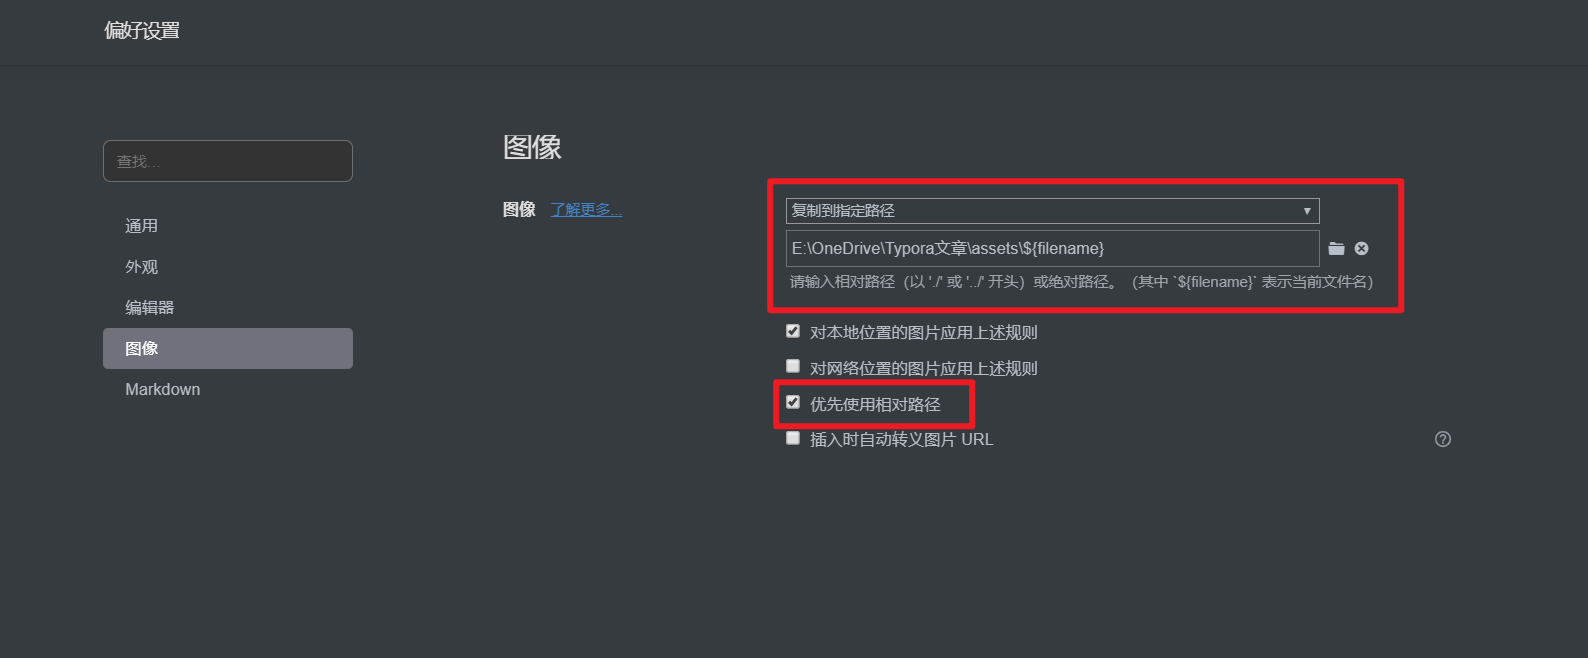 偏好设置
查找...
通用
外观
编辑器
图像
Markdown
图像
图像 了解更多...
复制到指定路径
E:\OneDrive\Typora文章\assets\${filename}
请输入相对路径（以 './' 或 '../' 开头）或绝对路径。（其中 `${filename}` 表示当前文件名）
对本地位置的图片应用上述规则
对网络位置的图片应用上述规则
优先使用相对路径
插入时自动转义图片 URL